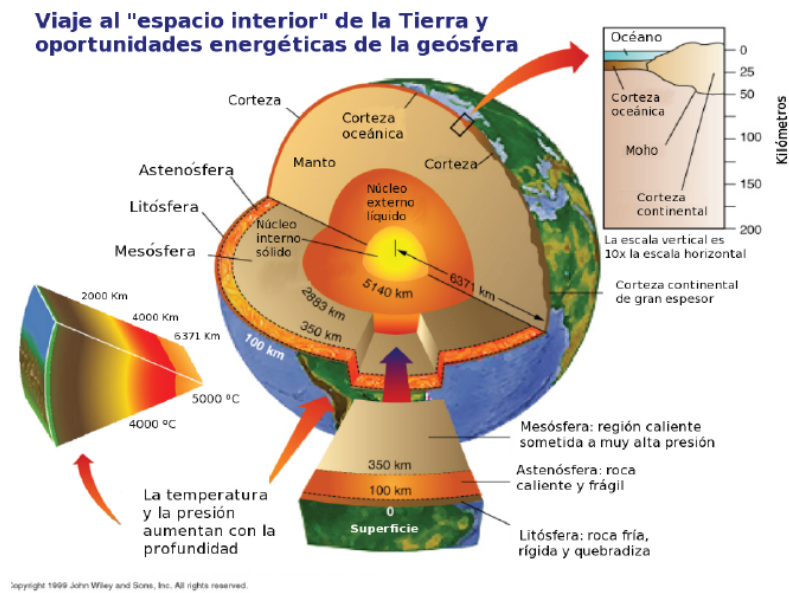 Viaje al "espacio interior" de la Tierra y
oportunidades energéticas de la geósfera
Océano
0
25
50
100
150
200
Kilómetros
Corteza
oceánica
Moho
Corteza
continental
La escala vertical es
10x la escala horizontal
Corteza continental
de gran espesor
Corteza
Corteza
oceánica
Manto
Corteza
Astenósfera
Litósfera
Mesósfera
Núcleo
externo
líquido
Núcleo
interno
sólido
6371 km
5140 km
2883 km
350 km
100 km
2000 Km
4000 Km
6371 Km
5000 ºC
4000 ºC
La temperatura
y la presión
aumentan con la
profundidad
350 km
100 km
0
Superficie
Mesósfera: región caliente
sometida a muy alta presión
Astenósfera: roca
caliente y frágil
Litósfera: roca fría,
rígida y quebradiza
Copyright 1999 John Wiley and Sons, Inc. All rights reserved.